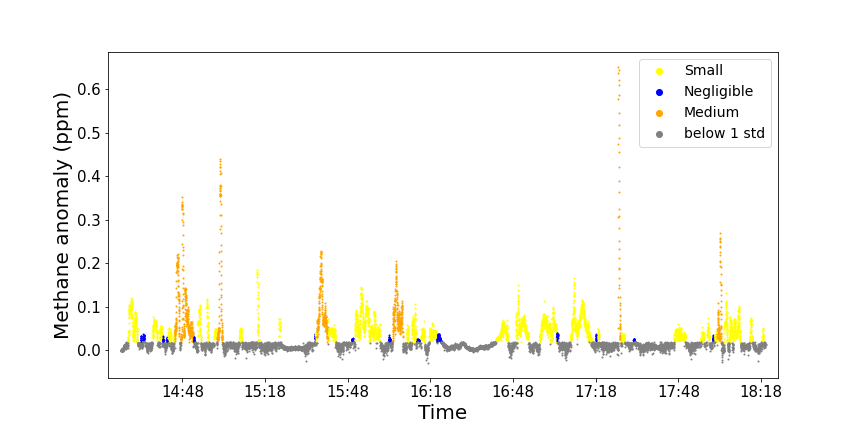 Small
Negligible
Medium
below 1 std
Methane anomaly (ppm)
0.6
0.5
0.4
0.3
0.2
0.1
0.0
14:48 15:18 15:48 16:18 16:48 17:18 17:48 18:18
Time